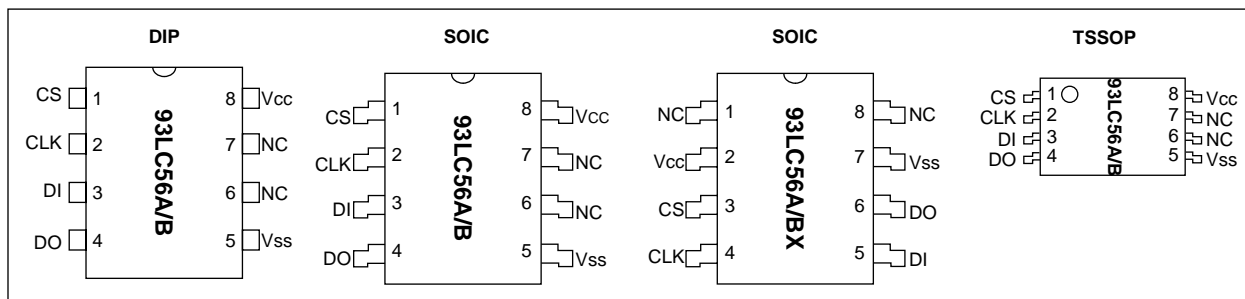 DIP
CS 1 8 Vcc
CLK 2 7 NC
DI 3 6 NC
DO 4 5 Vss
93LC56A/B
SOIC
CS 1 8 Vcc
CLK 2 7 NC
DI 3 6 NC
DO 4 5 Vss
93LC56A/B
SOIC
NC 1 8 NC
Vcc 2 7 Vss
CS 3 6 DO
CLK 4 5 DI
93LC56A/BX
TSSOP
CS 1 8 Vcc
CLK 2 7 NC
DI 3 6 NC
DO 4 5 Vss
93LC56A/B